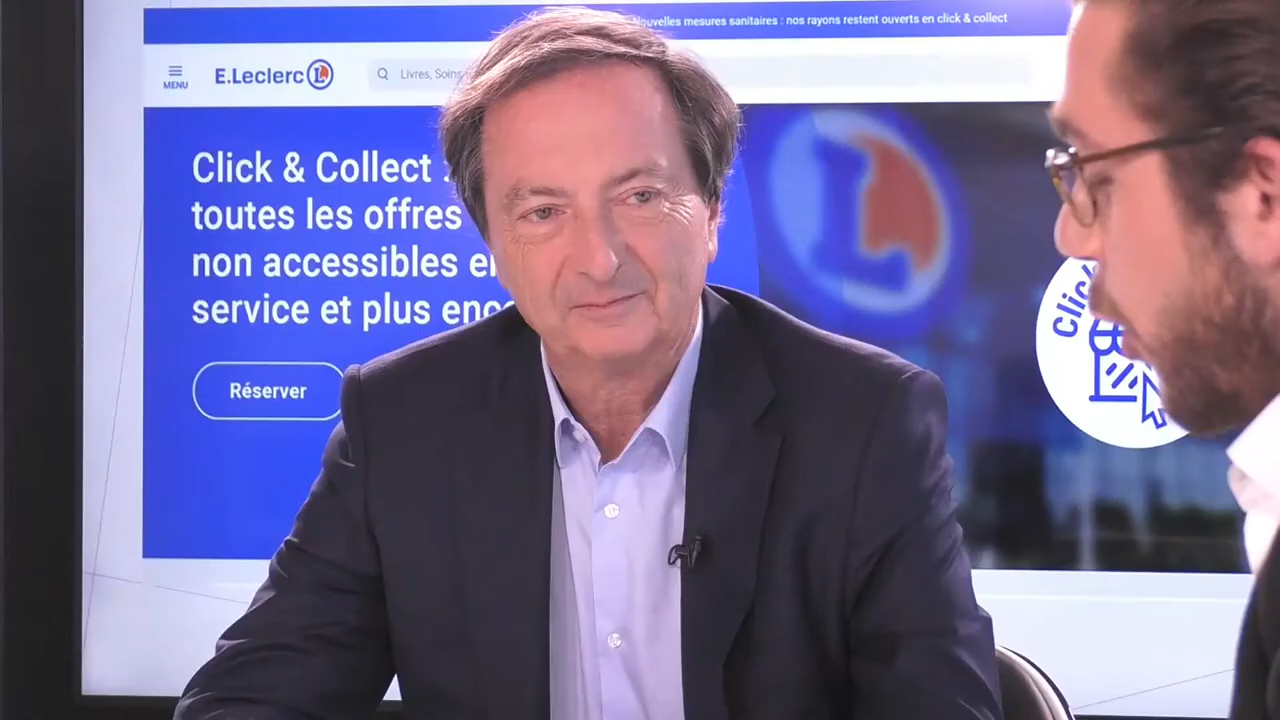 Nouvelles mesures sanitaires : nos rayons restent ouverts en click & collect
MENU
E.Leclerc L
Livres, Soins
Click & Collect :
toutes les offres
non accessibles en
service et plus enc
Réserver
L
Click